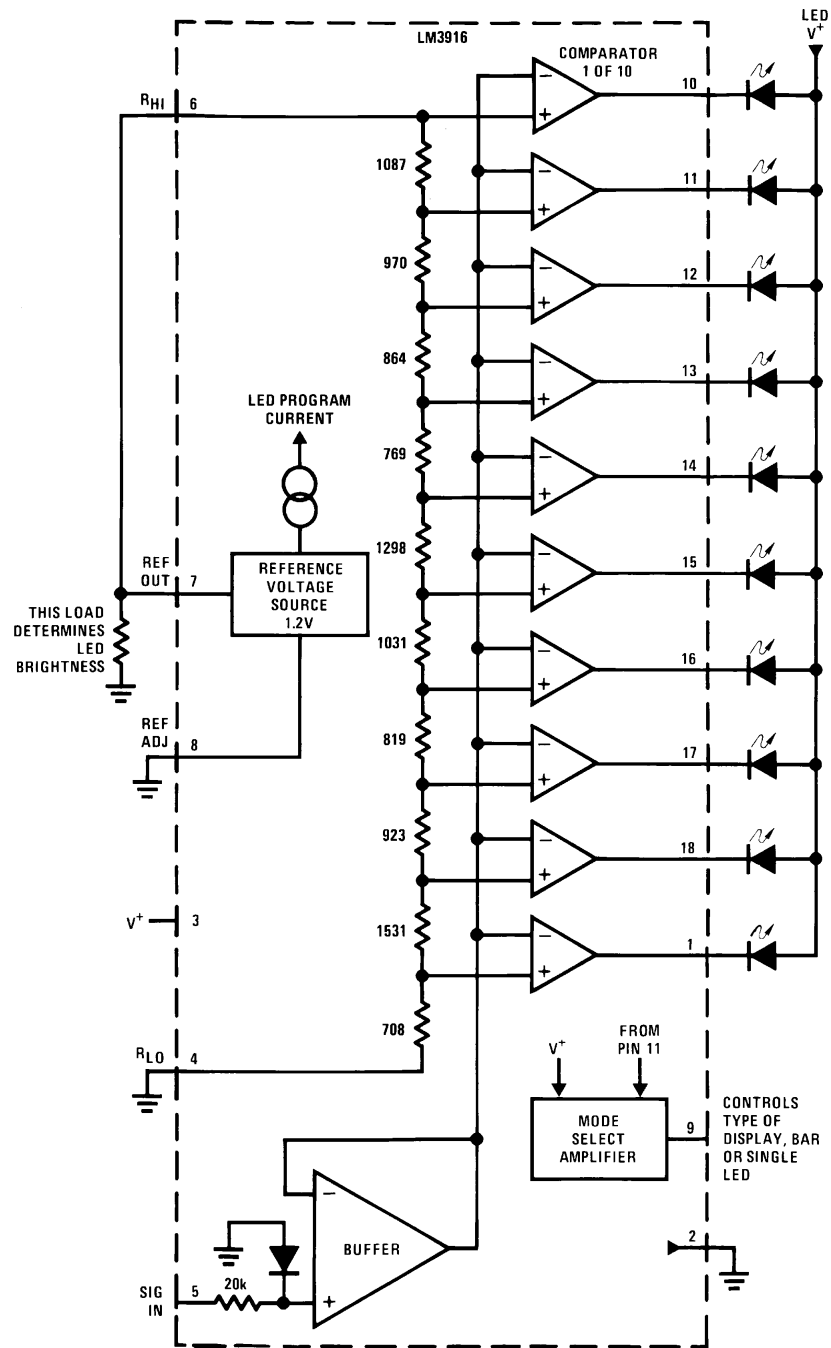 LED
V+
LM3916
COMPARATOR
1 OF 10
RHI
6
10
1087
11
970
12
864
13
LED PROGRAM
CURRENT
769
14
1298
REF
OUT
7
REFERENCE
VOLTAGE
SOURCE
1.2V
15
THIS LOAD
DETERMINES
LED
BRIGHTNESS
1031
16
REF
ADJ
8
819
17
923
18
V+
3
1531
1
708
RLO
4
V+
FROM
PIN 11
MODE
SELECT
AMPLIFIER
9
CONTROLS
TYPE OF
DISPLAY, BAR
OR SINGLE
LED
BUFFER
2
SIG
IN
5
20k
− +
− +
− +
− +
− +
− +
− +
− +
− +
− +
− +